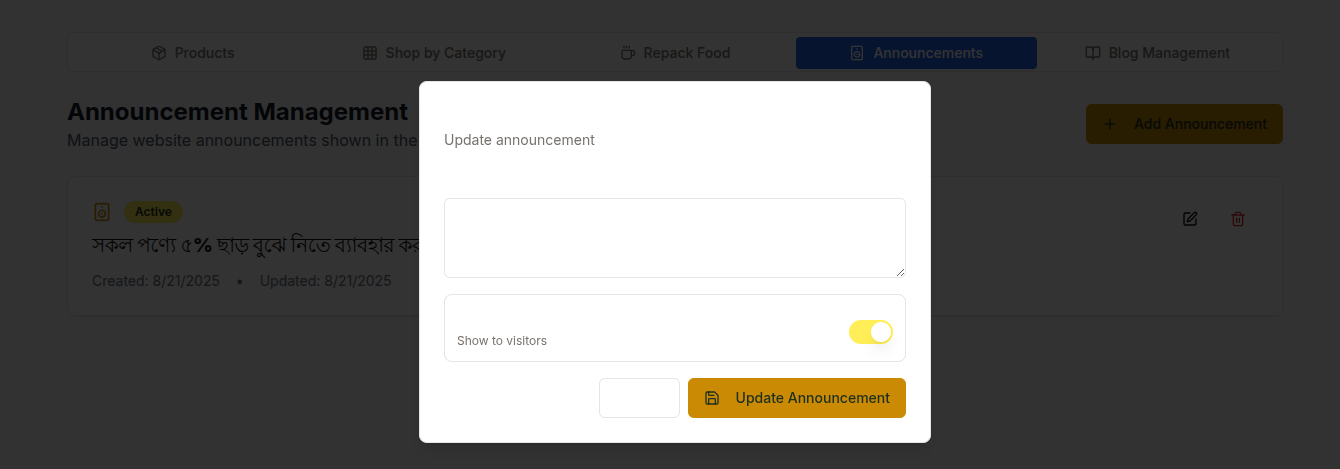 Products
Shop by Category
Repack Food
Announcements
Blog Management
Announcement Management
Manage website announcements shown in the
Add Announcement
Update announcement
Active
সকল পণ্যে ৫% ছাড় বুঝে নিতে ব্যাবহার
Created: 8/21/2025 • Updated: 8/21/2025
Show to visitors
Update Announcement